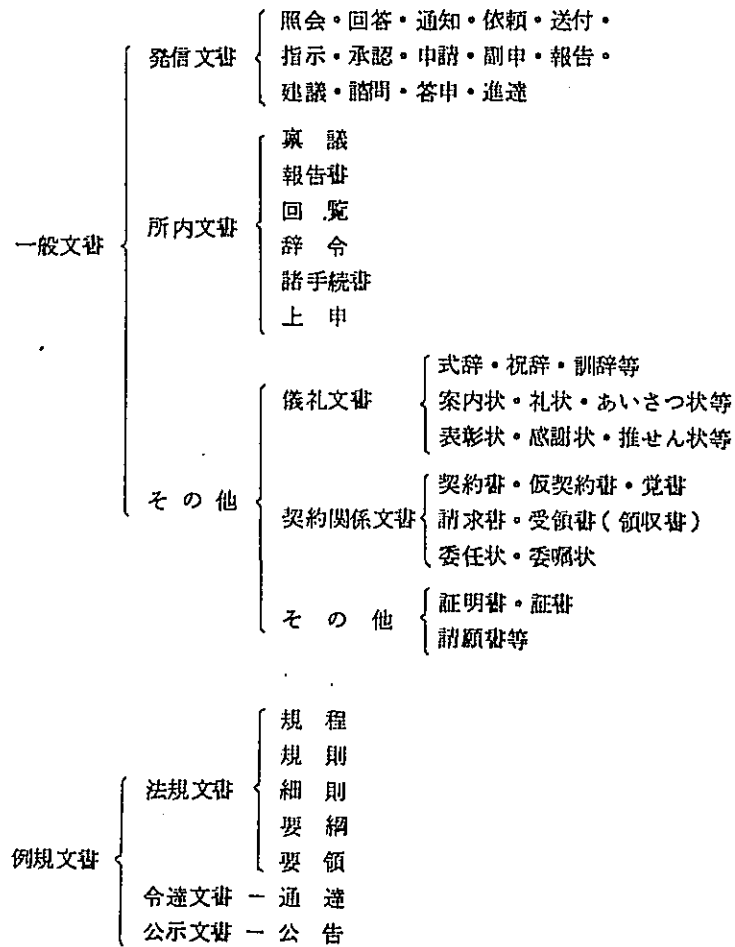 一般文書
発信文書
照会・回答・通知・依頼・送付・
指示・承認・申請・副申・報告・
建議・諮問・答申・進達
所内文書
稟議
報告書
回覧
辞令
諸手続書
上申
その他
儀礼文書
式辞・祝辞・訓辞等
案内状・礼状・あいさつ状等
表彰状・感謝状・推せん状等
契約関係文書
契約書・仮契約書・覚書
請求書・受領書(領収書)
委任状・委嘱状
その他
証明書・証書
請願書等
例規文書
法規文書
規程
規則
細則
要綱
要領
令達文書ー通達
公示文書ー公告